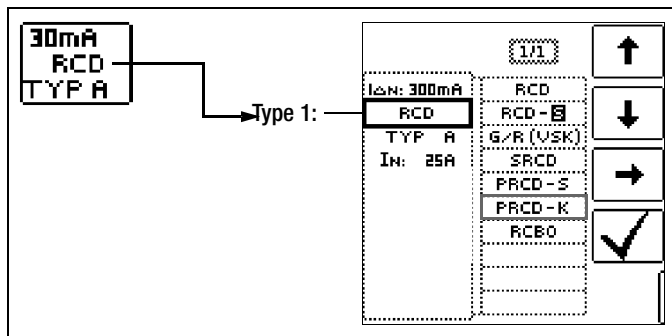 30mA
RCD
TYP A
Type 1:
1/1
I△N: 300mA
RCD
TYP A
IN: 25A
RCD
RCD-S
G/R (VSK)
SRCD
PRCD-S
PRCD-K
RCBO